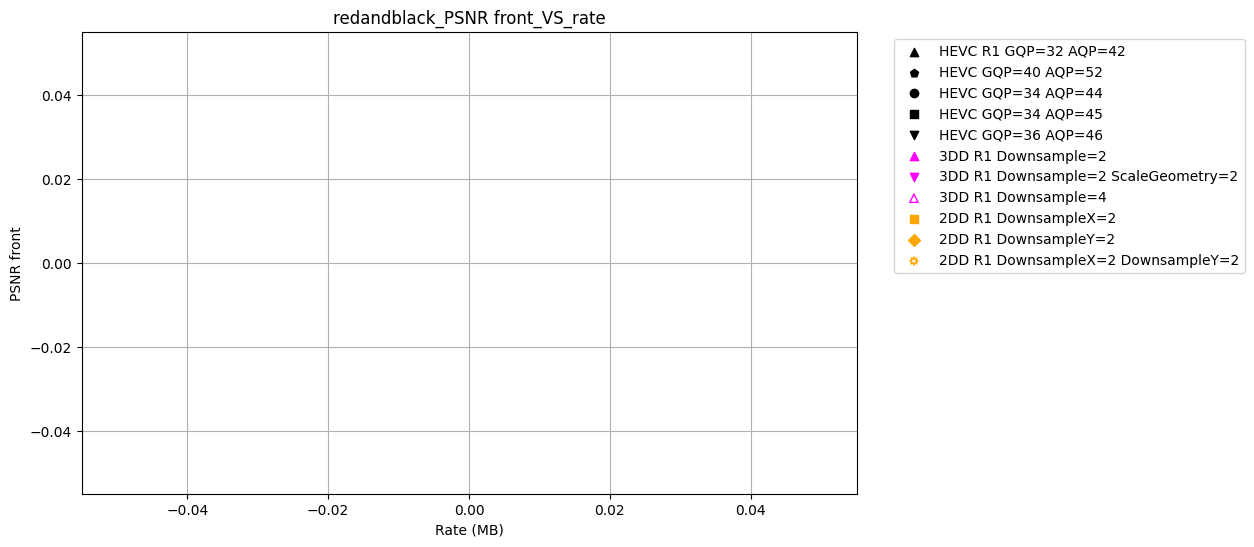 redandblack_PSNR front_VS_rate
HEVC R1 GQP=32 AQP=42
HEVC GQP=40 AQP=52
HEVC GQP=34 AQP=44
HEVC GQP=34 AQP=45
HEVC GQP=36 AQP=46
3DD R1 Downsample=2
3DD R1 Downsample=2 ScaleGeometry=2
3DD R1 Downsample=4
2DD R1 DownsampleX=2
2DD R1 DownsampleY=2
2DD R1 DownsampleX=2 DownsampleY=2
PSNR front
0.04
0.02
0.00
−0.02
−0.04
−0.04
−0.02
0.00
0.02
0.04
Rate (MB)